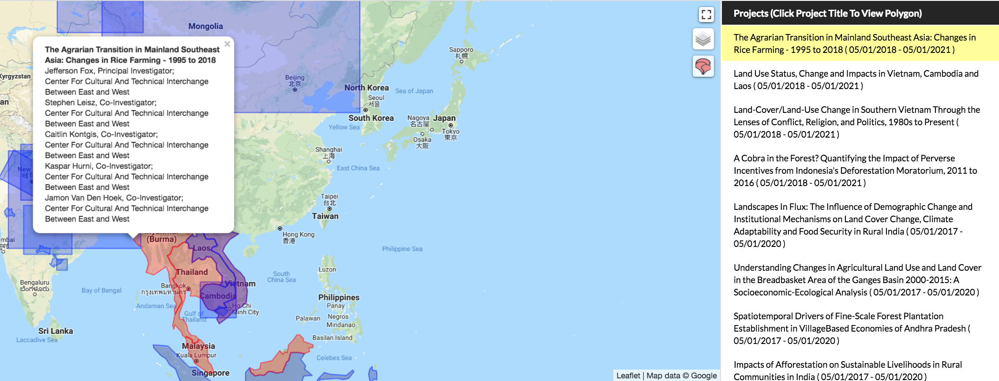 Mongolia
The Agrarian Transition in Mainland Southeast
Asia: Changes in Rice Farming - 1995 to 2018
Jefferson Fox, Principal Investigator;
Center For Cultural And Technical Interchange
Between East and West
Stephen Leisz, Co-Investigator;
Center For Cultural And Technical Interchange
Between East and West
Caitlin Kontgis, Co-Investigator;
Center For Cultural And Technical Interchange
Between East and West
Kaspar Hurni, Co-Investigator;
Center For Cultural And Technical Interchange
Between East and West
Jamon Van Den Hoek, Co-Investigator;
Center For Cultural And Technical Interchange
Between East and West
×
Kyrgyzstan
an
New
mbai
Sapporo
札幌
Beijing
北京
North Korea
Sea of Japan
Seoul
서울
South Korea
Nagoya
名古屋
Japan
Yellow Sea
Tokyo
東京
Osaka
大阪
Shanghai
上海
East China Sea
Taipei
台北
Taiwan
Hong Kong
香港
Philippine Sea
(Burma)
Laos
Thailand
Luzon
South
China Sea
Vietnam
Bengaluru
ಬೆಂಗಳೂರು
Bay of Bengal
Bangkok
กรุงเทพมหานคร
Cambodia
Philippines
Andaman Sea
Ho Chi
Minh City
Panay
Gulf of
Thailand
Palawan
Negros
Mindanao
Sri Lanka
Laccadive Sea
Basilan Island
Malaysia
Kuala Lumpur
Celebes Sea
Singapore
Leaflet | Map data © Google
Projects (Click Project Title To View Polygon)
The Agrarian Transition in Mainland Southeast Asia: Changes in
Rice Farming - 1995 to 2018 ( 05/01/2018 - 05/01/2021 )
Land Use Status, Change and Impacts in Vietnam, Cambodia and
Laos ( 05/01/2018 - 05/01/2021 )
Land-Cover/Land-Use Change in Southern Vietnam Through the
Lenses of Conflict, Religion, and Politics, 1980s to Present (
05/01/2018 - 05/01/2021 )
A Cobra in the Forest? Quantifying the Impact of Perverse
Incentives from Indonesia's Deforestation Moratorium, 2011 to
2016 ( 05/01/2018 - 05/01/2021 )
Landscapes In Flux: The Influence of Demographic Change and
Institutional Mechanisms on Land Cover Change, Climate
Adaptability and Food Security in Rural India ( 05/01/2017 -
05/01/2020 )
Understanding Changes in Agricultural Land Use and Land Cover
in the Breadbasket Area of the Ganges Basin 2000-2015: A
Socioeconomic-Ecological Analysis ( 05/01/2017 - 05/01/2020 )
Spatiotemporal Drivers of Fine-Scale Forest Plantation
Establishment in VillageBased Economies of Andhra Pradesh (
05/01/2017 - 05/01/2020 )
Impacts of Afforestation on Sustainable Livelihoods in Rural
Communities in India ( 05/01/2017 - 05/01/2020 )